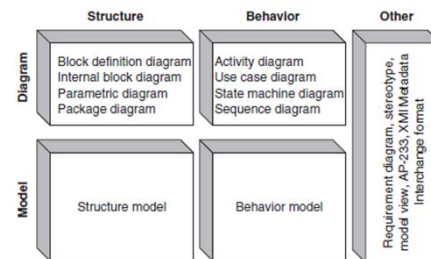 Structure
Behavior
Other
Diagram
Block definition diagram
Internal block diagram
Parametric diagram
Package diagram
Activity diagram
Use case diagram
State machine diagram
Sequence diagram
Requirement diagram, stereotype,
model view, AP-233, XMI Metadata
Interchange format
Model
Structure model
Behavior model